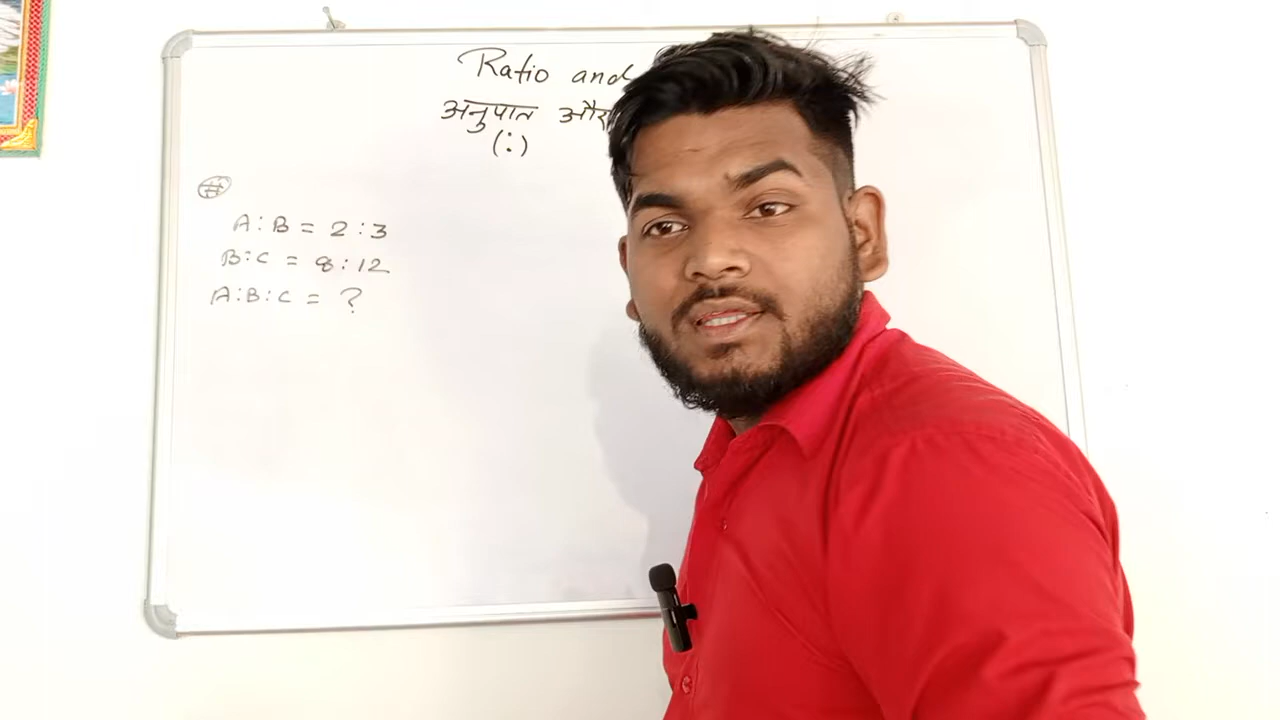 Ratio and
अनुपात और
(:)
#
A:B = 2:3
B:C = 8:12
A:B:C = ?